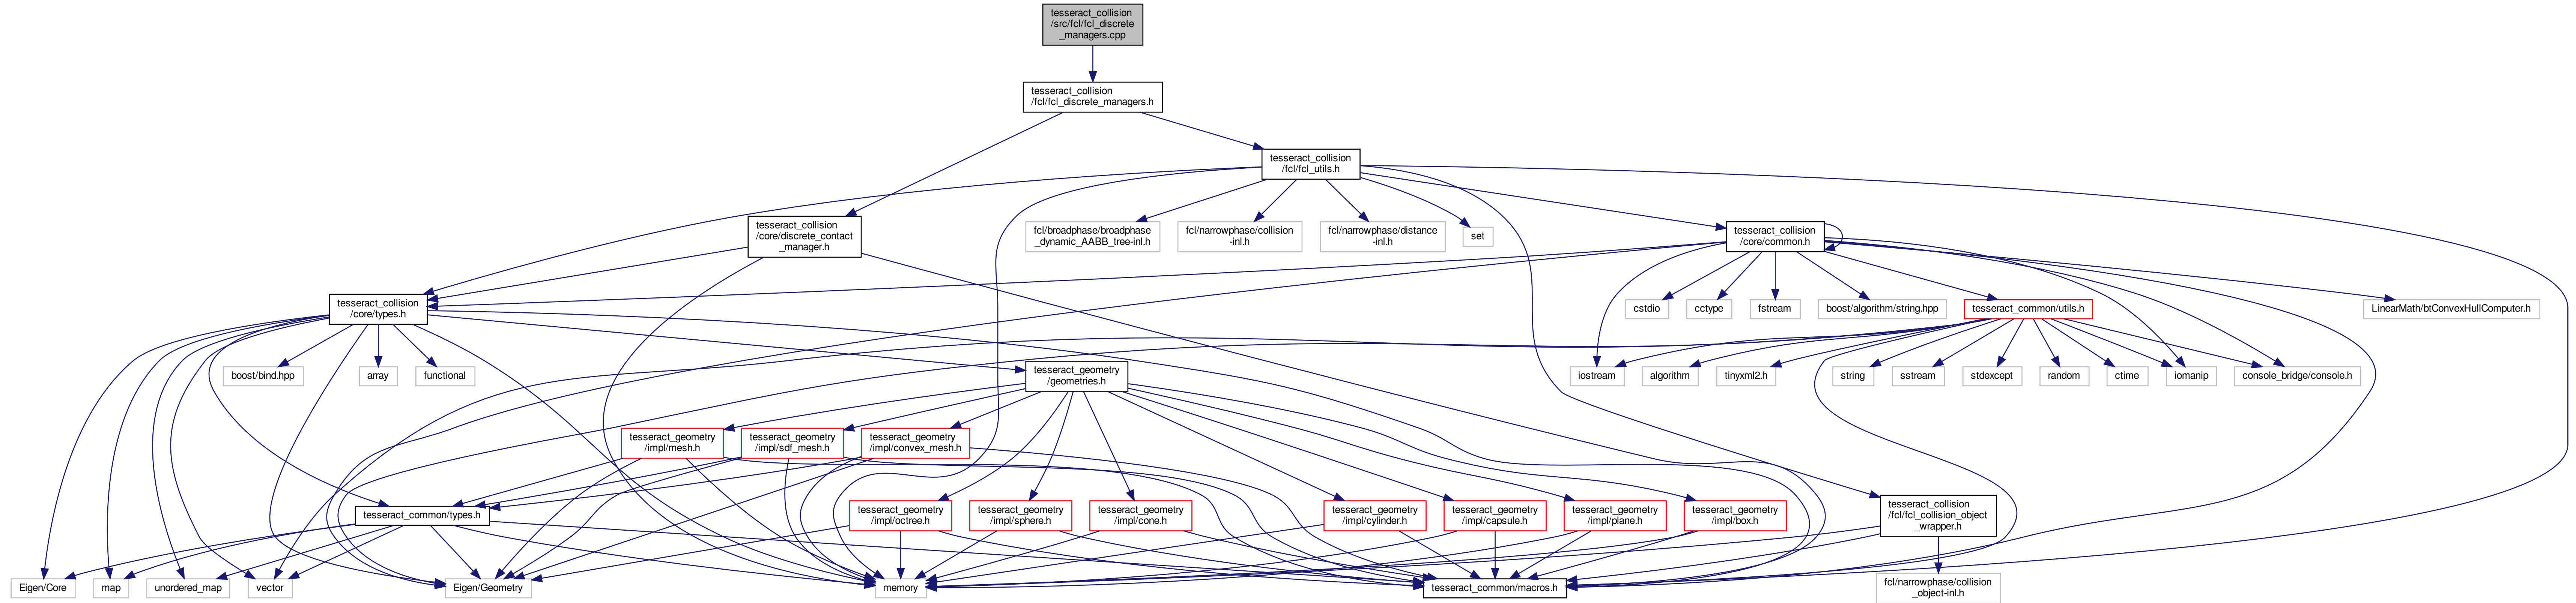 tesseract_collision
/src/fcl/fcl_discrete
_managers.cpp
tesseract_collision
/fcl/fcl_discrete_managers.h
tesseract_collision
/fcl/fcl_utils.h
tesseract_collision
/core/discrete_contact
_manager.h
fcl/broadphase/broadphase
_dynamic_AABB_tree-inl.h
fcl/narrowphase/collision
-inl.h
fcl/narrowphase/distance
-inl.h
set
tesseract_collision
/core/common.h
tesseract_collision
/core/types.h
cstdio
cctype
fstream
boost/algorithm/string.hpp
tesseract_common/utils.h
LinearMath/btConvexHullComputer.h
boost/bind.hpp
array
functional
tesseract_geometry
/geometries.h
iostream
algorithm
tinyxml2.h
string
sstream
stdexcept
random
ctime
iomanip
console_bridge/console.h
tesseract_geometry
/impl/mesh.h
tesseract_geometry
/impl/sdf_mesh.h
tesseract_geometry
/impl/convex_mesh.h
tesseract_common/types.h
tesseract_geometry
/impl/octree.h
tesseract_geometry
/impl/sphere.h
tesseract_geometry
/impl/cone.h
tesseract_geometry
/impl/cylinder.h
tesseract_geometry
/impl/capsule.h
tesseract_geometry
/impl/plane.h
tesseract_geometry
/impl/box.h
tesseract_collision
/fcl/fcl_collision_object
_wrapper.h
Eigen/Core
map
unordered_map
vector
Eigen/Geometry
memory
tesseract_common/macros.h
fcl/narrowphase/collision
_object-inl.h